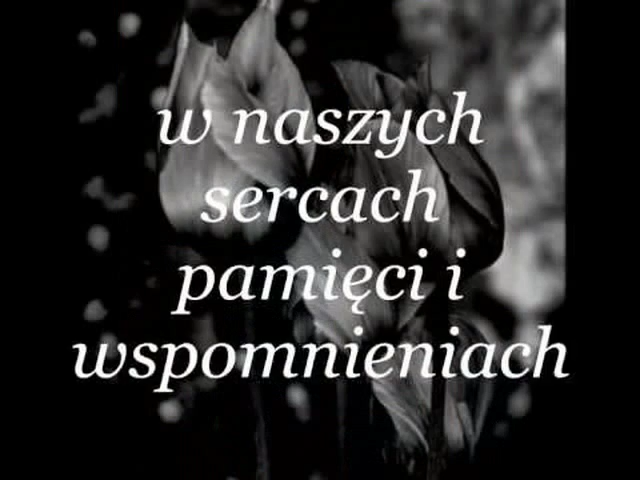 w naszych
sercach
pamięci i
wspomnieniach